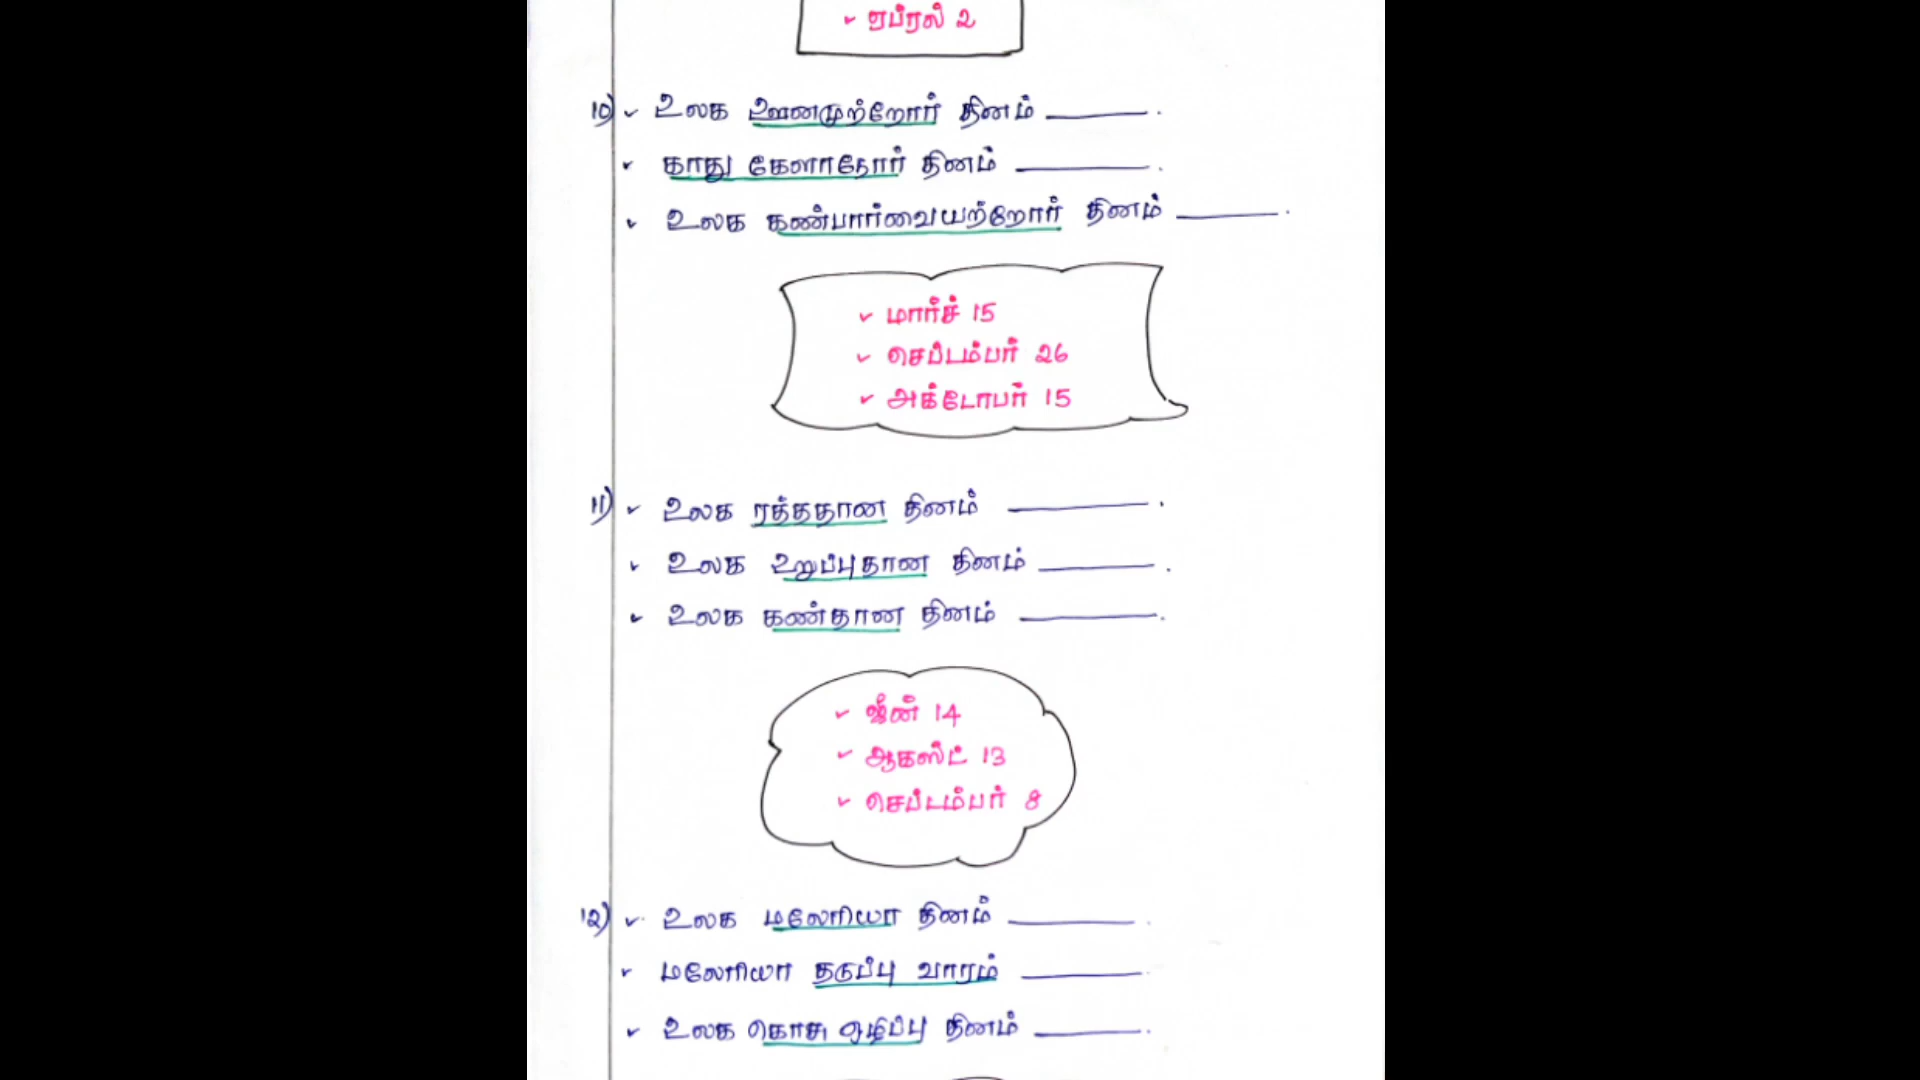 ஏப்ரல் 2
10) உலக ஊனமுற்றோர் தினம் ______.
காது கேளாதோர் தினம் ______.
உலக கண்பார்வையற்றோர் தினம் ______.
மார்ச் 15
செப்டம்பர் 26
அக்டோபர் 15
11) உலக ரத்ததான தினம் ______.
உலக உறுப்புதான தினம் ______.
உலக கண்தான தினம் ______.
ஜீன் 14
ஆகஸ்ட் 13
செப்டம்பர் 8
12) உலக மலேரியா தினம் ______.
மலேரியா தடுப்பு வாரம் ______.
உலக கொசு ஒழிப்பு தினம் ______.